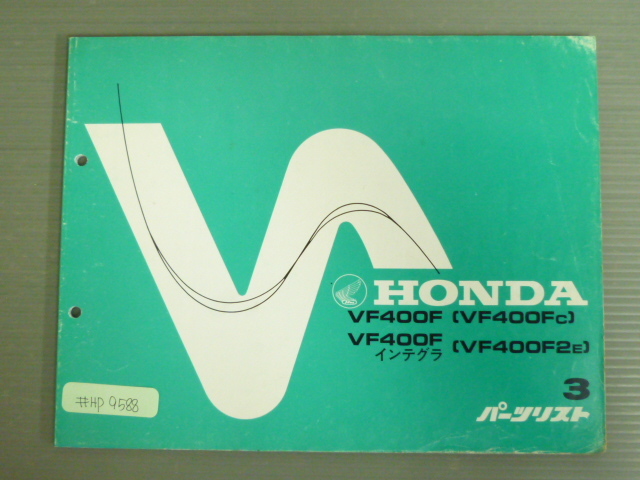 HONDA
VF400F (VF400Fc)
VF400F
インテグラ (VF400F2E)
3
パーツリスト
#HP 9588